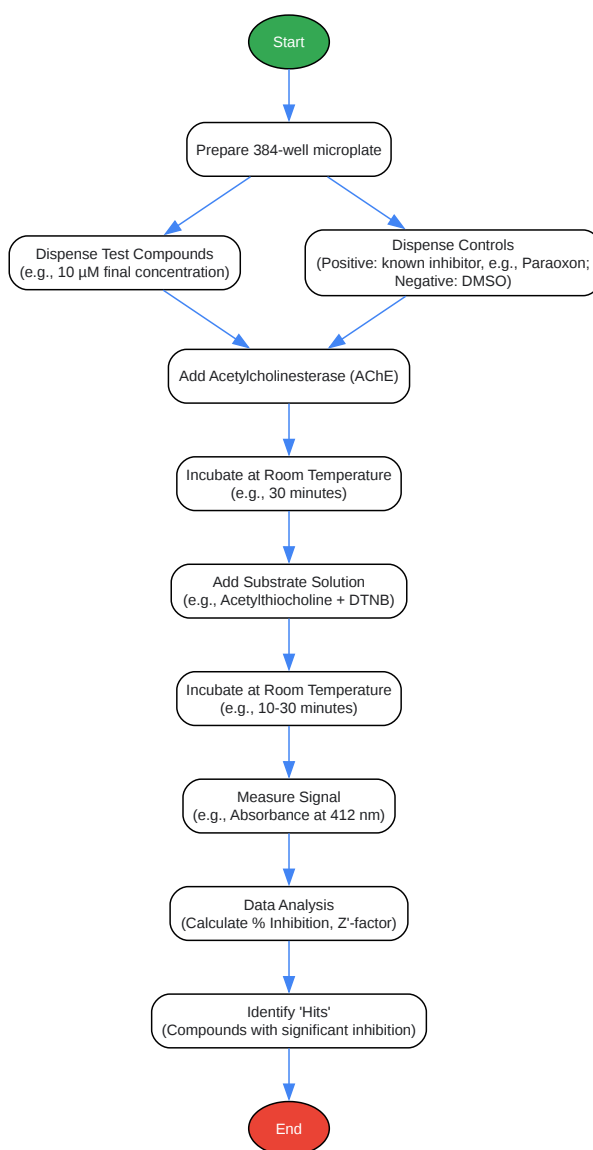 Start
Prepare 384-well microplate
Dispense Test Compounds
(e.g., 10 µM final concentration)
Dispense Controls
(Positive: known inhibitor, e.g., Paraoxon;
Negative: DMSO)
Add Acetylcholinesterase (AChE)
Incubate at Room Temperature
(e.g., 30 minutes)
Add Substrate Solution
(e.g., Acetylthiocholine + DTNB)
Incubate at Room Temperature
(e.g., 10-30 minutes)
Measure Signal
(e.g., Absorbance at 412 nm)
Data Analysis
(Calculate % Inhibition, Z'-factor)
Identify 'Hits'
(Compounds with significant inhibition)
End